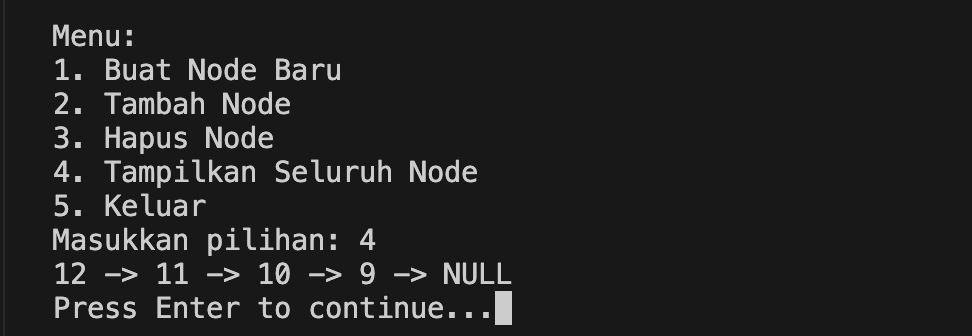 Menu:
1. Buat Node Baru
2. Tambah Node
3. Hapus Node
4. Tampilkan Seluruh Node
5. Keluar
Masukkan pilihan: 4
12 -> 11 -> 10 -> 9 -> NULL
Press Enter to continue...